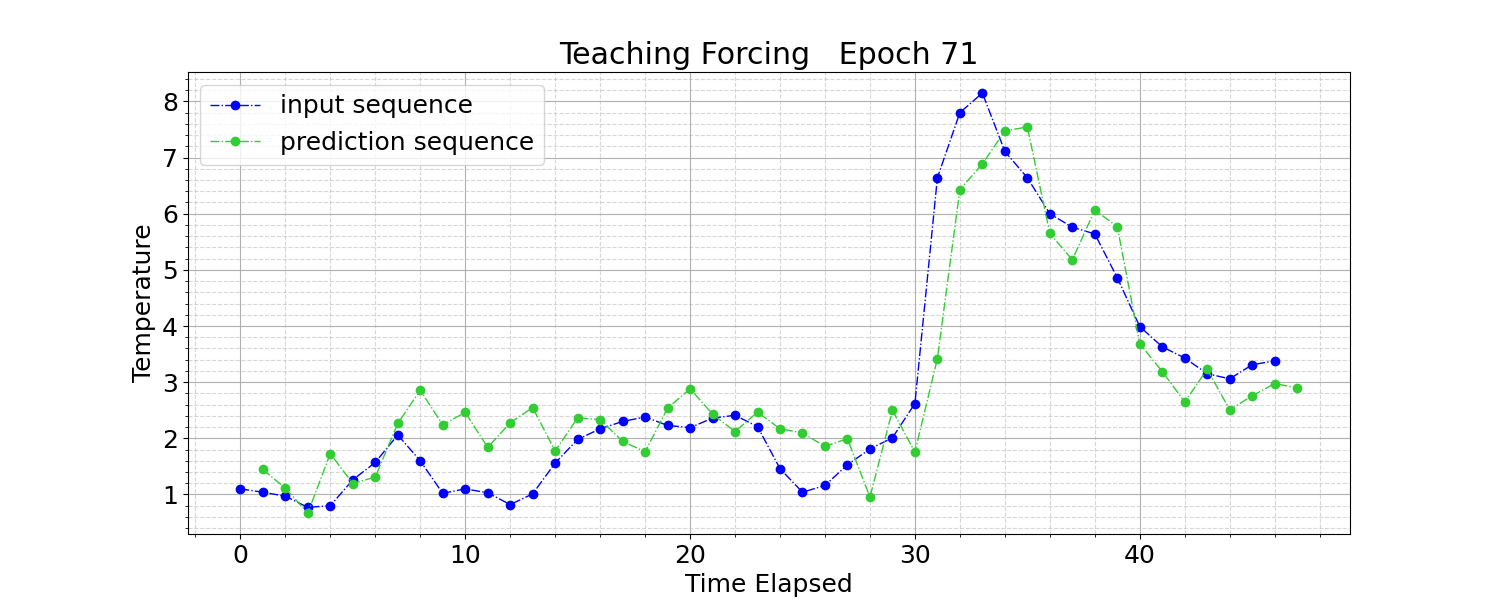 Teaching Forcing   Epoch 71
input sequence
prediction sequence
8
7
6
5
4
3
2
1
Temperature
0 10 20 30 40
Time Elapsed